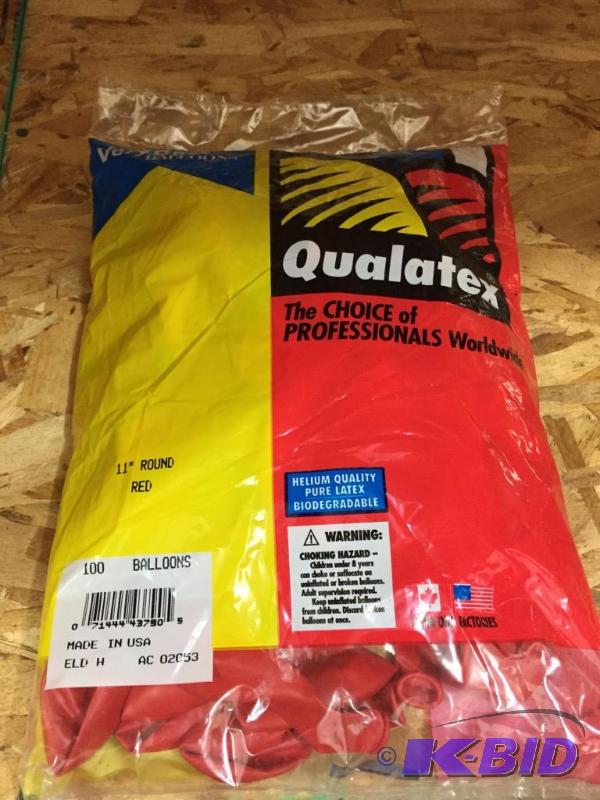 Qualatex
The CHOICE of
PROFESSIONALS Worldwide
11" ROUND
RED
HELIUM QUALITY
PURE LATEX
BIODEGRADABLE
WARNING:
CHOKING HAZARD –
Children under 8 years
can choke or suffocate on
uninflated or broken balloons.
Adult supervision required.
Keep uninflated balloons
from children. Discard broken
balloons at once.
FACTORIES
100 BALLOONS
0 71444 43790 5
MADE IN USA
ELD H AC 02053
© K-BID